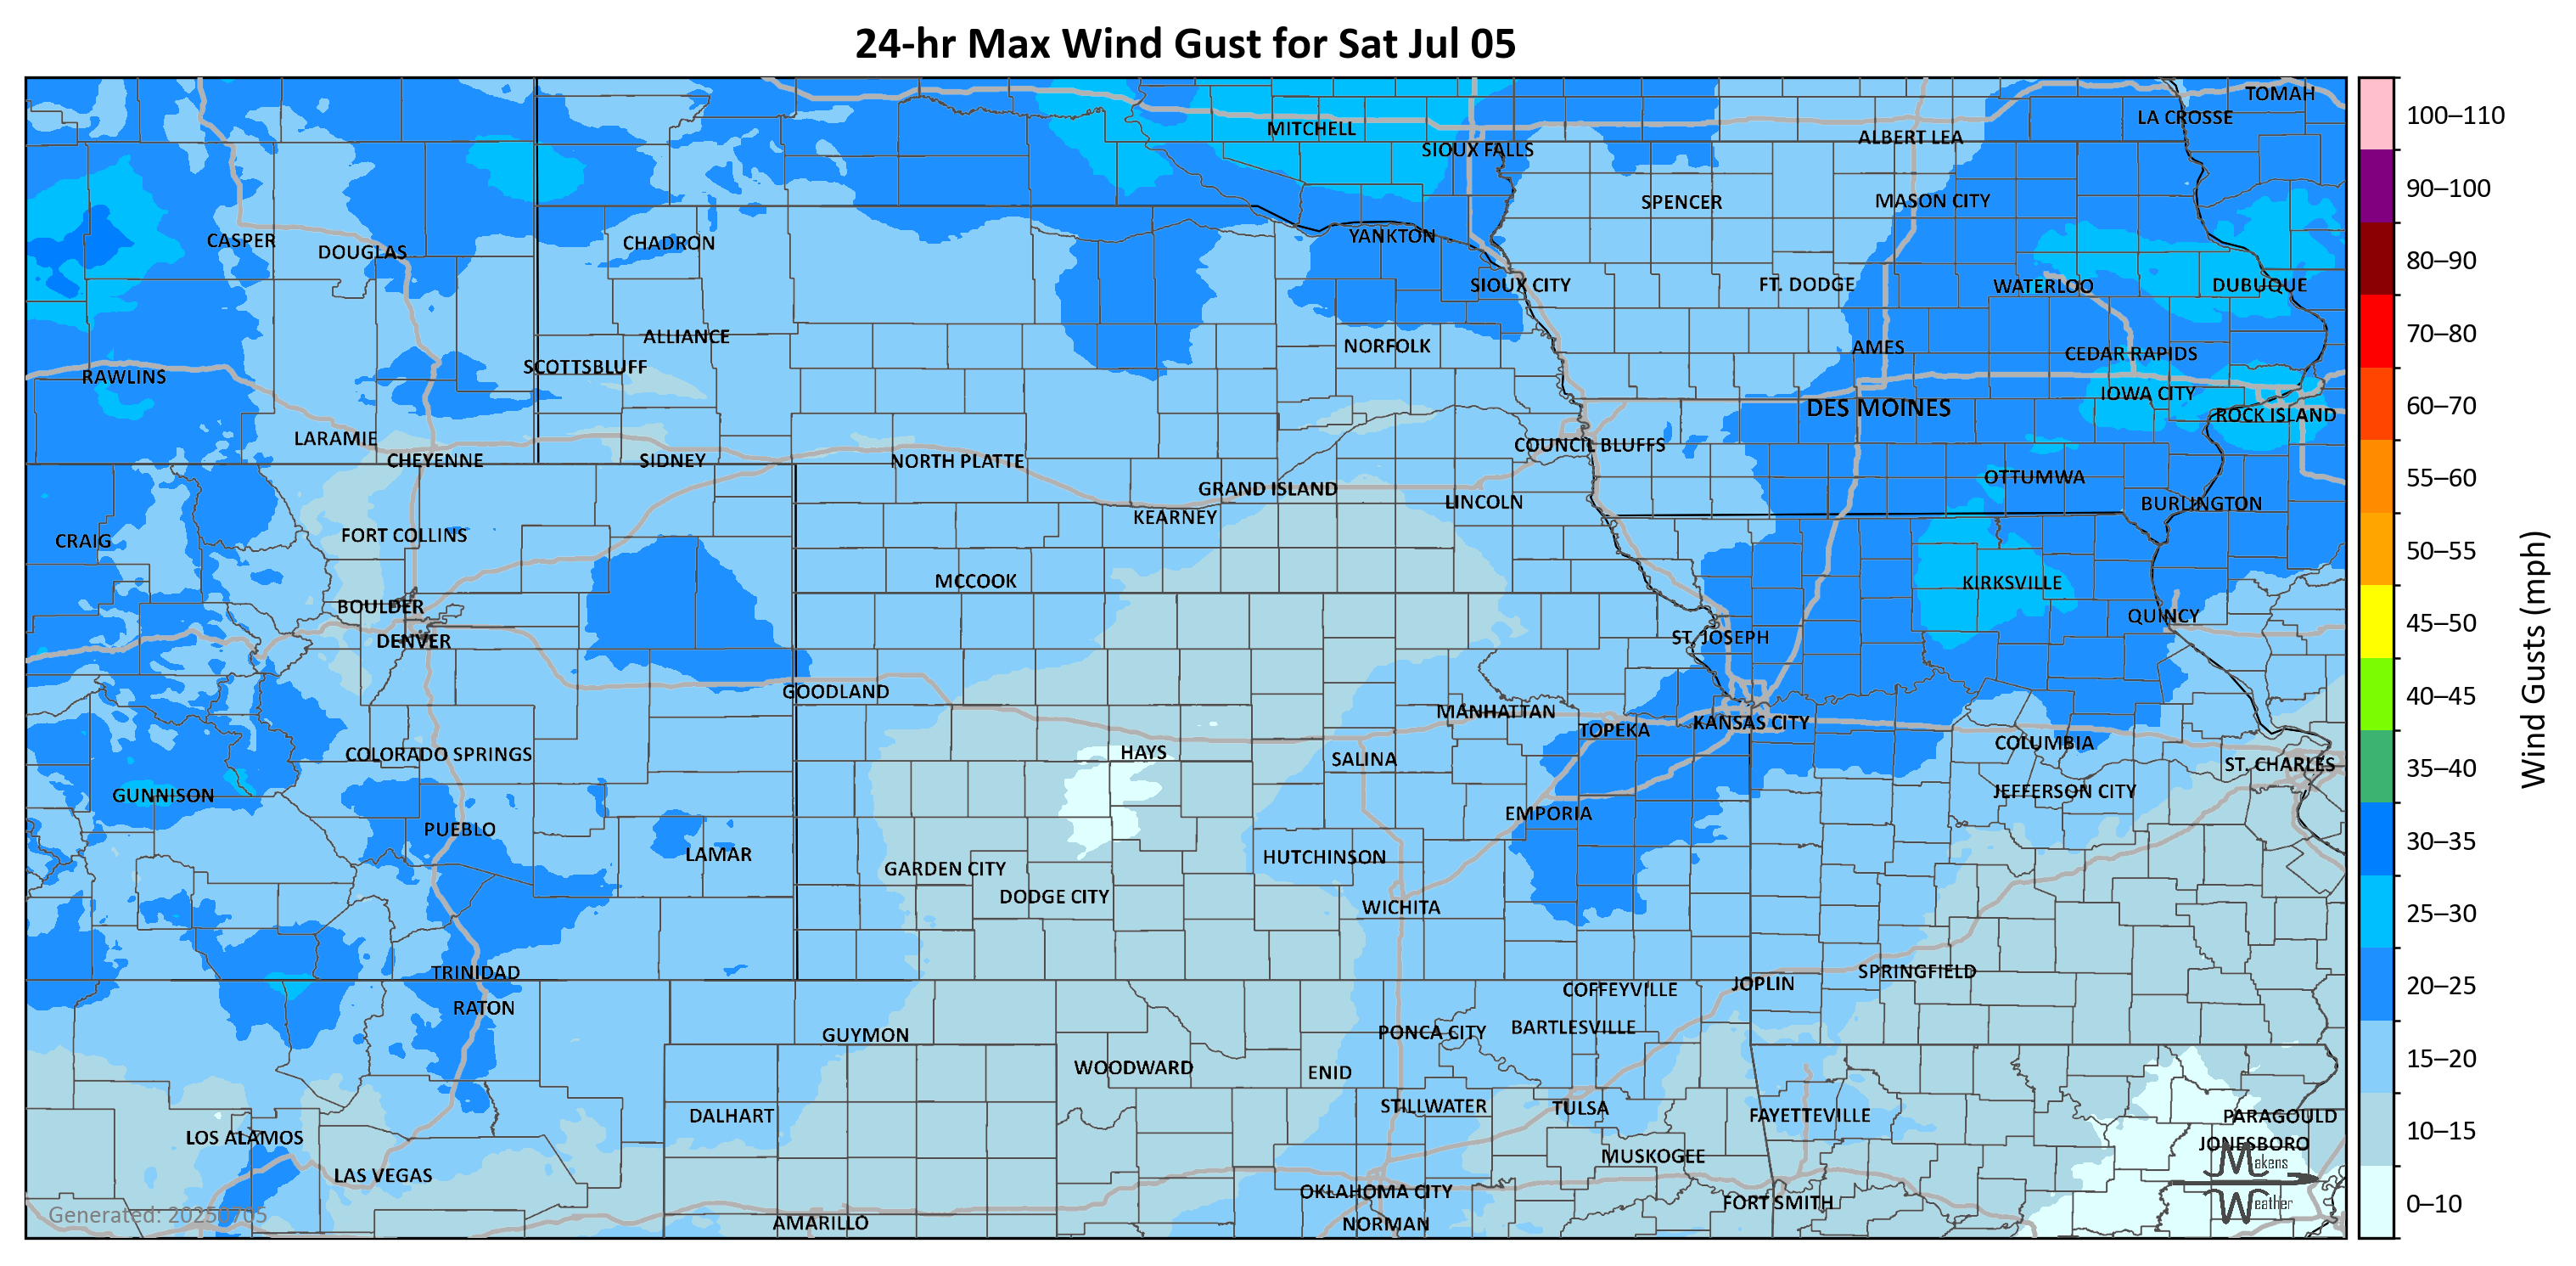 24-hr Max Wind Gust for Sat Jul 05
TOMAH
LA CROSSE
MITCHELL
ALBERT LEA
SIOUX FALLS
SPENCER
MASON CITY
CASPER
DOUGLAS
CHADRON
YANKTON
SIOUX CITY
FT. DODGE
WATERLOO
DUBUQUE
ALLIANCE
NORFOLK
AMES
CEDAR RAPIDS
SCOTTSBLUFF
RAWLINS
IOWA CITY
DES MOINES
ROCK ISLAND
LARAMIE
COUNCIL BLUFFS
CHEYENNE
SIDNEY
NORTH PLATTE
OTTUMWA
GRAND ISLAND
LINCOLN
BURLINGTON
KEARNEY
FORT COLLINS
CRAIG
MCCOOK
KIRKSVILLE
BOULDER
QUINCY
DENVER
ST. JOSEPH
GOODLAND
MANHATTAN
TOPEKA
KANSAS CITY
COLUMBIA
COLORADO SPRINGS
HAYS
SALINA
ST. CHARLES
GUNNISON
JEFFERSON CITY
EMPORIA
PUEBLO
LAMAR
HUTCHINSON
GARDEN CITY
DODGE CITY
WICHITA
TRINIDAD
SPRINGFIELD
JOPLIN
COFFEYVILLE
RATON
GUYMON
PONCA CITY
BARTLESVILLE
WOODWARD
ENID
DALHART
STILLWATER
TULSA
FAYETTEVILLE
PARAGOULD
LOS ALAMOS
JONESBORO
LAS VEGAS
MUSKOGEE
Makens
OKLAHOMA CITY
FORT SMITH
Weather
Generated: 20250705
AMARILLO
NORMAN
100–110
90–100
80–90
70–80
60–70
55–60
50–55
45–50
40–45
35–40
30–35
25–30
20–25
15–20
10–15
0–10
Wind Gusts (mph)